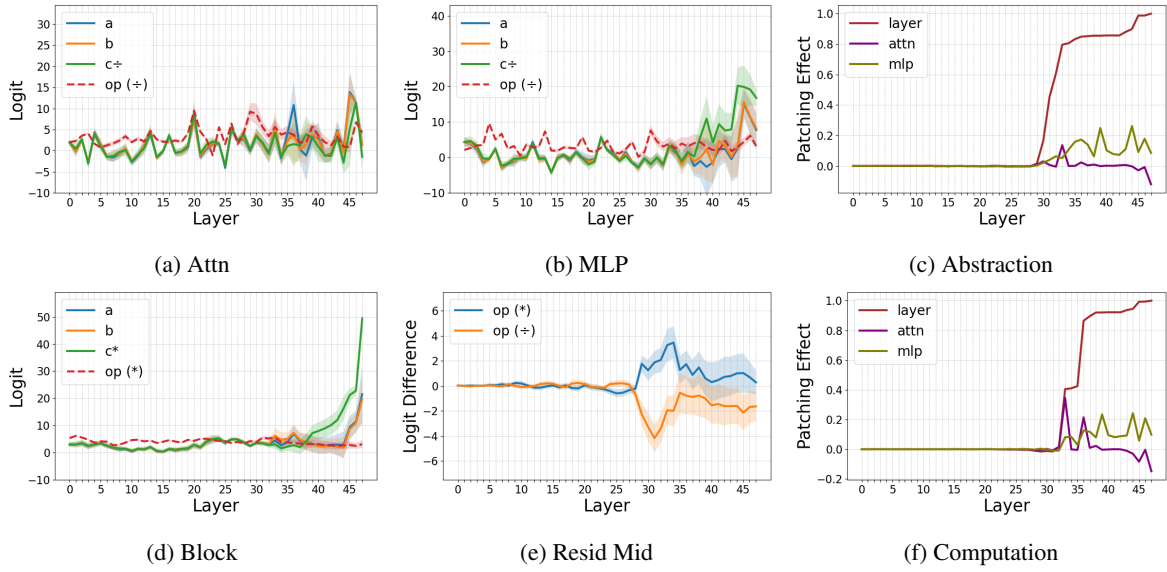 Logit
30
25
20
15
10
5
0
−5
−10
a
b
c÷
op (÷)
0 5 10 15 20 25 30 35 40 45
Layer
(a) Attn
Logit
40
30
20
10
0
−10
a
b
c÷
op (÷)
0 5 10 15 20 25 30 35 40 45
Layer
(b) MLP
Patching Effect
1.0
0.8
0.6
0.4
0.2
0.0
layer
attn
mlp
0 5 10 15 20 25 30 35 40 45
Layer
(c) Abstraction
Logit
50
40
30
20
10
0
−10
a
b
c*
op (*)
0 5 10 15 20 25 30 35 40 45
Layer
(d) Block
Logit Difference
6
4
2
0
−2
−4
−6
op (*)
op (÷)
0 5 10 15 20 25 30 35 40 45
Layer
(e) Resid Mid
Patching Effect
1.0
0.8
0.6
0.4
0.2
0.0
−0.2
layer
attn
mlp
0 5 10 15 20 25 30 35 40 45
Layer
(f) Computation